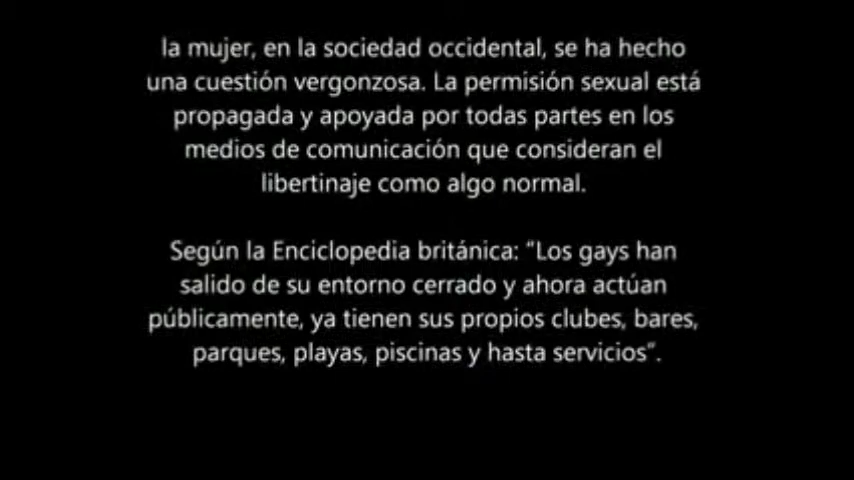 la mujer, en la sociedad occidental, se ha hecho
una cuestión vergonzosa. La permisión sexual está
propagada y apoyada por todas partes en los
medios de comunicación que consideran el
libertinaje como algo normal.
Según la Enciclopedia británica: “Los gays han
salido de su entorno cerrado y ahora actúan
públicamente, ya tienen sus propios clubes, bares,
parques, playas, piscinas y hasta servicios”.